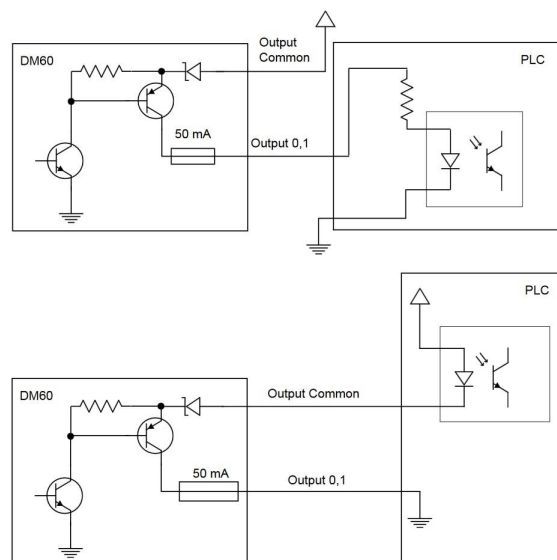 Output
Common
DM60
PLC
50 mA
Output 0,1
PLC
DM60
Output Common
50 mA
Output 0,1